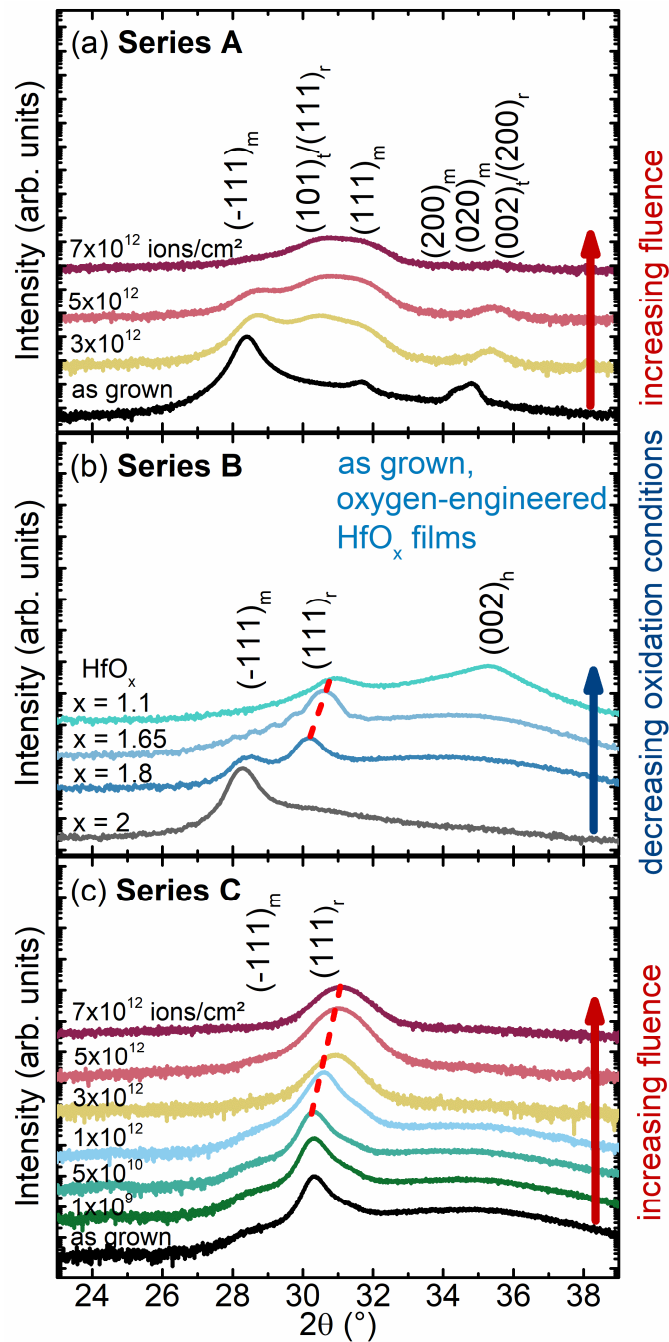 (a) Series A
(-111)m
(101)t/(111)r
(111)m
(200)m
(020)m
(002)t/(200)r
7x10¹² ions/cm²
5x10¹²
3x10¹²
as grown
Intensity (arb. units)
increasing fluence
(b) Series B
as grown,
oxygen-engineered
HfOx films
(-111)m
(111)r
(002)h
HfOx
x = 1.1
x = 1.65
x = 1.8
x = 2
Intensity (arb. units)
decreasing oxidation conditions
(c) Series C
(-111)m
(111)r
7x10¹² ions/cm²
5x10¹²
3x10¹²
1x10¹²
5x10¹⁰
1x10⁹
as grown
Intensity (arb. units)
increasing fluence
24 26 28 30 32 34 36 38
2θ (°)